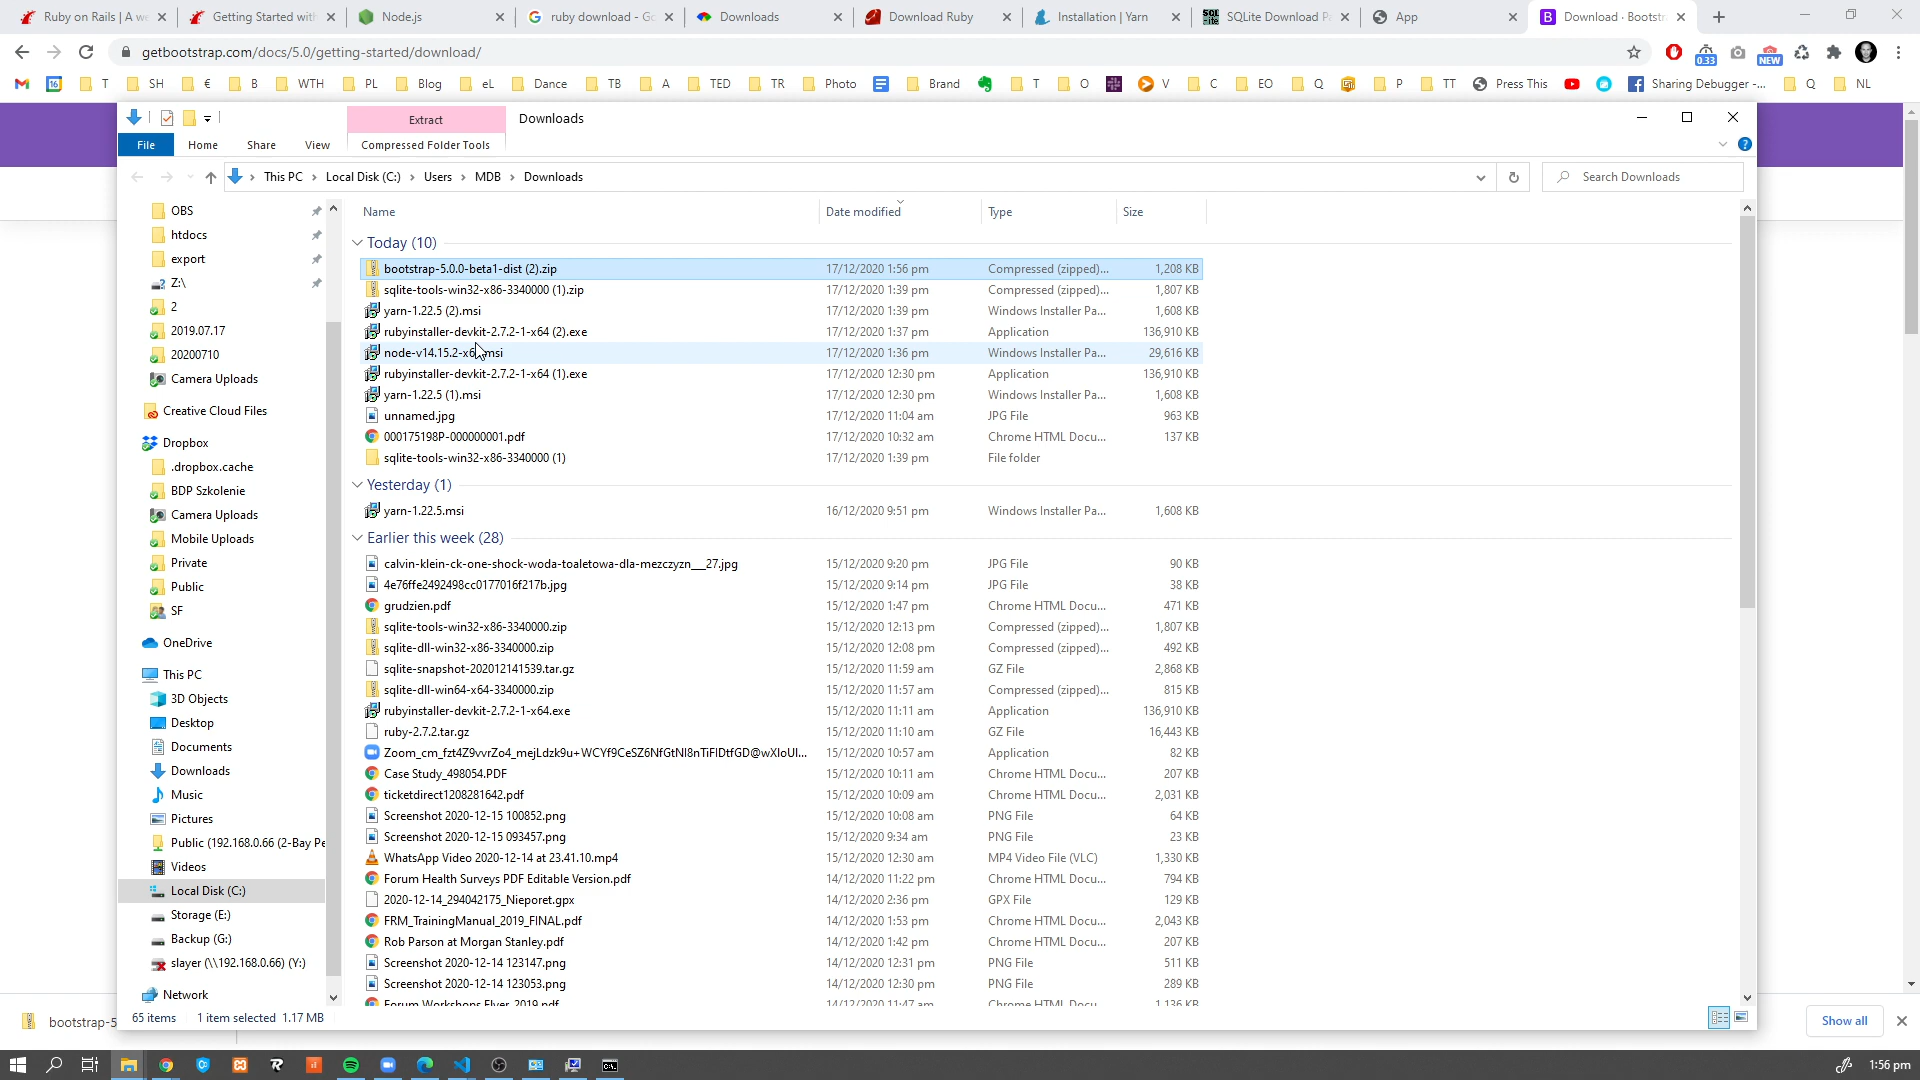 Ruby on Rails | A we
Getting Started with
Node.js
ruby download - Go
Downloads
Download Ruby
Installation | Yarn
SQLite Download Pa
App
Download · Bootstr
getbootstrap.com/docs/5.0/getting-started/download/
0.33
NEW
16
T
SH
€
B
WTH
PL
Blog
eL
Dance
TB
A
TED
TR
Photo
Brand
T
O
V
C
EO
Q
P
TT
Press This
Sharing Debugger -...
Q
NL
Extract
Downloads
File
Home
Share
View
Compressed Folder Tools
This PC
Local Disk (C:)
Users
MDB
Downloads
Search Downloads
OBS
htdocs
export
Z:\
2
2019.07.17
20200710
Camera Uploads
Creative Cloud Files
Dropbox
.dropbox.cache
BDP Szkolenie
Camera Uploads
Mobile Uploads
Private
Public
SF
OneDrive
This PC
3D Objects
Desktop
Documents
Downloads
Music
Pictures
Public (192.168.0.66 (2-Bay Pe
Videos
Local Disk (C:)
Storage (E:)
Backup (G:)
slayer (\\192.168.0.66) (Y:)
Network
Name Date modified Type Size
Today (10)
bootstrap-5.0.0-beta1-dist (2).zip 17/12/2020 1:56 pm Compressed (zipped)... 1,208 KB
sqlite-tools-win32-x86-3340000 (1).zip 17/12/2020 1:39 pm Compressed (zipped)... 1,807 KB
yarn-1.22.5 (2).msi 17/12/2020 1:39 pm Windows Installer Pa... 1,608 KB
rubyinstaller-devkit-2.7.2-1-x64 (2).exe 17/12/2020 1:37 pm Application 136,910 KB
node-v14.15.2-x6 msi 17/12/2020 1:36 pm Windows Installer Pa... 29,616 KB
rubyinstaller-devkit-2.7.2-1-x64 (1).exe 17/12/2020 12:30 pm Application 136,910 KB
yarn-1.22.5 (1).msi 17/12/2020 12:30 pm Windows Installer Pa... 1,608 KB
unnamed.jpg 17/12/2020 11:04 am JPG File 963 KB
000175198P-000000001.pdf 17/12/2020 10:32 am Chrome HTML Docu... 137 KB
sqlite-tools-win32-x86-3340000 (1) 17/12/2020 1:39 pm File folder
Yesterday (1)
yarn-1.22.5.msi 16/12/2020 9:51 pm Windows Installer Pa... 1,608 KB
Earlier this week (28)
calvin-klein-ck-one-shock-woda-toaletowa-dla-mezczyzn__27.jpg 15/12/2020 9:20 pm JPG File 90 KB
4e76ffe2492498cc0177016f217b.jpg 15/12/2020 9:14 pm JPG File 38 KB
grudzien.pdf 15/12/2020 1:47 pm Chrome HTML Docu... 471 KB
sqlite-tools-win32-x86-3340000.zip 15/12/2020 12:13 pm Compressed (zipped)... 1,807 KB
sqlite-dll-win32-x86-3340000.zip 15/12/2020 12:08 pm Compressed (zipped)... 492 KB
sqlite-snapshot-202012141539.tar.gz 15/12/2020 11:59 am GZ File 2,868 KB
sqlite-dll-win64-x64-3340000.zip 15/12/2020 11:57 am Compressed (zipped)... 815 KB
rubyinstaller-devkit-2.7.2-1-x64.exe 15/12/2020 11:11 am Application 136,910 KB
ruby-2.7.2.tar.gz 15/12/2020 11:10 am GZ File 16,443 KB
15/12/2020 10:57 am Application 82 KB
Case Study_498054.PDF 15/12/2020 10:11 am Chrome HTML Docu... 207 KB
ticketdirect1208281642.pdf 15/12/2020 10:09 am Chrome HTML Docu... 2,031 KB
Screenshot 2020-12-15 100852.png 15/12/2020 10:08 am PNG File 64 KB
Screenshot 2020-12-15 093457.png 15/12/2020 9:34 am PNG File 23 KB
WhatsApp Video 2020-12-14 at 23.41.10.mp4 15/12/2020 12:30 am MP4 Video File (VLC) 1,330 KB
Forum Health Surveys PDF Editable Version.pdf 14/12/2020 11:22 pm Chrome HTML Docu... 794 KB
2020-12-14_294042175_Nieporet.gpx 14/12/2020 2:36 pm GPX File 129 KB
FRM_TrainingManual_2019_FINAL.pdf 14/12/2020 1:53 pm Chrome HTML Docu... 2,043 KB
Rob Parson at Morgan Stanley.pdf 14/12/2020 1:42 pm Chrome HTML Docu... 207 KB
Screenshot 2020-12-14 123147.png 14/12/2020 12:31 pm PNG File 511 KB
Screenshot 2020-12-14 123053.png 14/12/2020 12:30 pm PNG File 289 KB
Forum Workshops Flyer_2019.pdf 14/12/2020 11:47 am Chrome HTML Docu... 1,136 KB
65 items 1 item selected 1.17 MB
bootstrap-5
Show all
1:56 pm